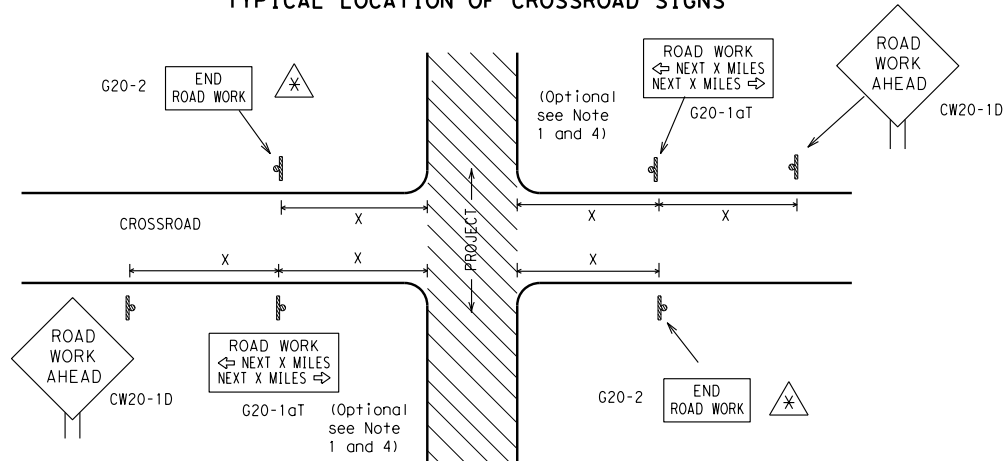 TYPICAL LOCATION OF CROSSROAD SIGNS
G20-2
END
ROAD WORK
*
(Optional
see Note
1 and 4)
ROAD WORK
⇦ NEXT X MILES
NEXT X MILES ⇨
G20-1aT
ROAD
WORK
AHEAD
CW20-1D
X
X
X
CROSSROAD
PROJECT
X
X
X
ROAD
WORK
AHEAD
CW20-1D
ROAD WORK
⇦ NEXT X MILES
NEXT X MILES ⇨
G20-1aT
(Optional
see Note
1 and 4)
G20-2
END
ROAD WORK
*